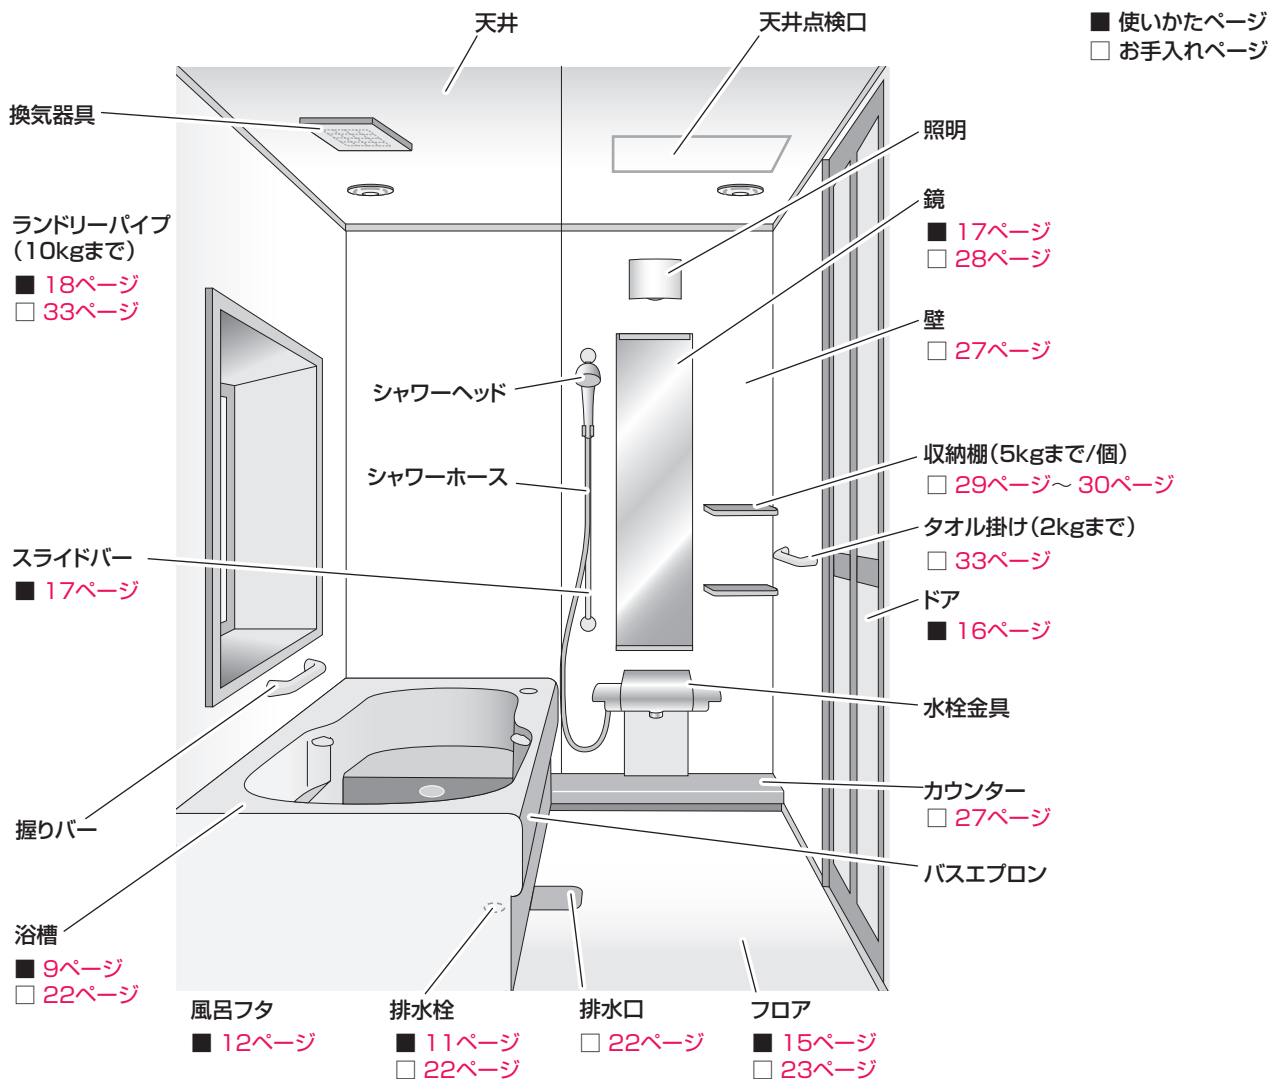 天井
天井点検口
■ 使いかたページ
□ お手入れページ
換気器具
照明
鏡
■ 17ページ
□ 28ページ
ランドリーパイプ
（10kgまで）
■ 18ページ
□ 33ページ
壁
□ 27ページ
シャワーヘッド
シャワーホース
収納棚（5kgまで/個）
□ 29ページ～ 30ページ
タオル掛け（2kgまで）
□ 33ページ
スライドバー
■ 17ページ
ドア
■ 16ページ
水栓金具
カウンター
□ 27ページ
握りバー
バスエプロン
浴槽
■ 9ページ
□ 22ページ
風呂フタ
■ 12ページ
排水栓
■ 11ページ
□ 22ページ
排水口
□ 22ページ
フロア
■ 15ページ
□ 23ページ